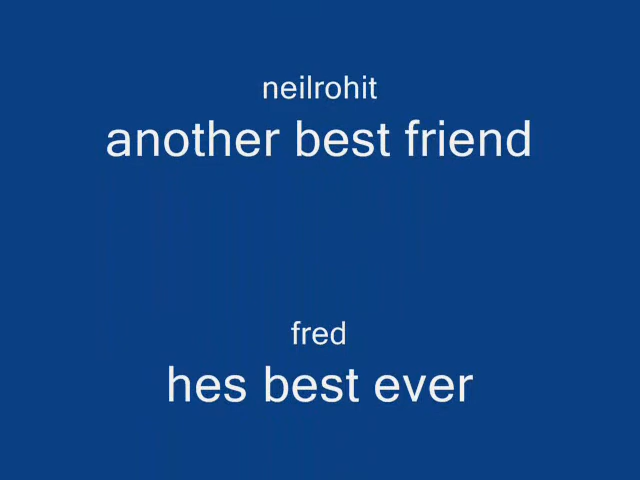 neilrohit
another best friend
fred
hes best ever